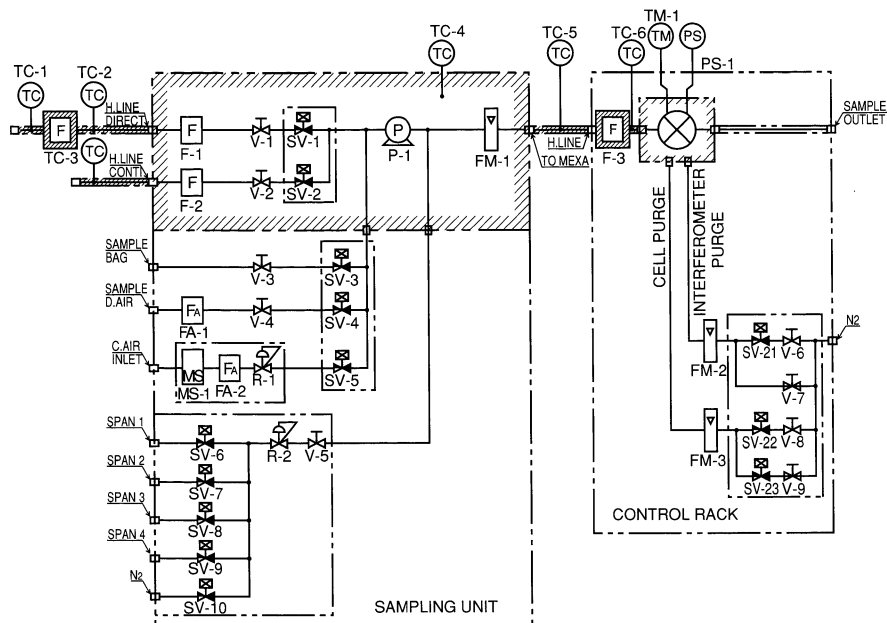 TM-1
TC-4
TC-5
TC-6
TM
PS
TC
TC
TC
PS-1
TC-1
TC-2
TC
TC
H.LINE
DIRECT
F
TC-3
TC
F
F-1
V-1
SV-1
P
P-1
FM-1
TO MEXA
H.LINE
F
F-3
SAMPLE
OUTLET
H.LINE
CONTI
F
F-2
V-2
SV-2
CELL PURGE
INTERFEROMETER
PURGE
SAMPLE
BAG
V-3
SV-3
SAMPLE
D.AIR
FA
FA-1
V-4
SV-4
C.AIR
INLET
MS
MS-1
FA
FA-2
R-1
SV-5
N2
FM-2
SV-21
V-6
V-7
FM-3
SV-22
V-8
SV-23
V-9
SPAN 1
SV-6
R-2
V-5
SPAN 2
SV-7
SPAN 3
SV-8
SPAN 4
SV-9
N2
SV-10
CONTROL RACK
SAMPLING UNIT